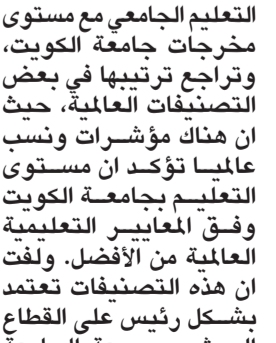 التعليم الجامعي مع مستوى
مخرجات جامعة الكويت،
وتراجع ترتيبها في بعض
التصنيفات العالمية، حيث
ان هناك مؤشرات ونسب
عالميا تؤكد ان مستوى
التعليم بجامعة الكويت
وفق المعايير التعليمية
العالمية من الأفضل. ولفت
ان هذه التصنيفات تعتمد
بشكل رئيس على القطاع